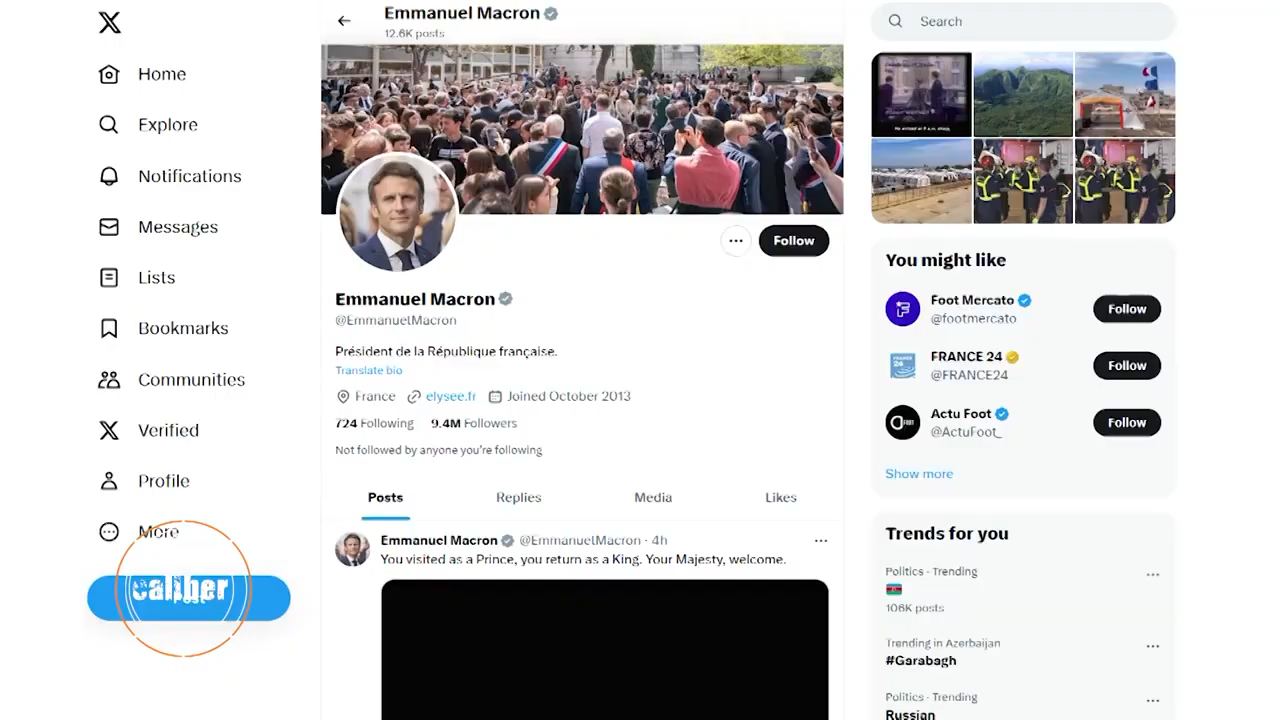 Home
Explore
Notifications
Messages
Lists
Bookmarks
Communities
Verified
Profile
More
caliber
Post
Emmanuel Macron
12.6K posts
Follow
Emmanuel Macron
@EmmanuelMacron
Président de la République française.
Translate bio
France elysee.fr Joined October 2013
724 Following 9.4M Followers
Not followed by anyone you're following
Posts Replies Media Likes
Emmanuel Macron @EmmanuelMacron · 4h
You visited as a Prince, you return as a King. Your Majesty, welcome.
Search
You might like
Foot Mercato
@footmercato
Follow
FRANCE 24
@FRANCE24
Follow
Actu Foot
@ActuFoot_
Follow
Show more
Trends for you
Politics · Trending
106K posts
Trending in Azerbaijan
#Garabagh
Politics · Trending
Russian